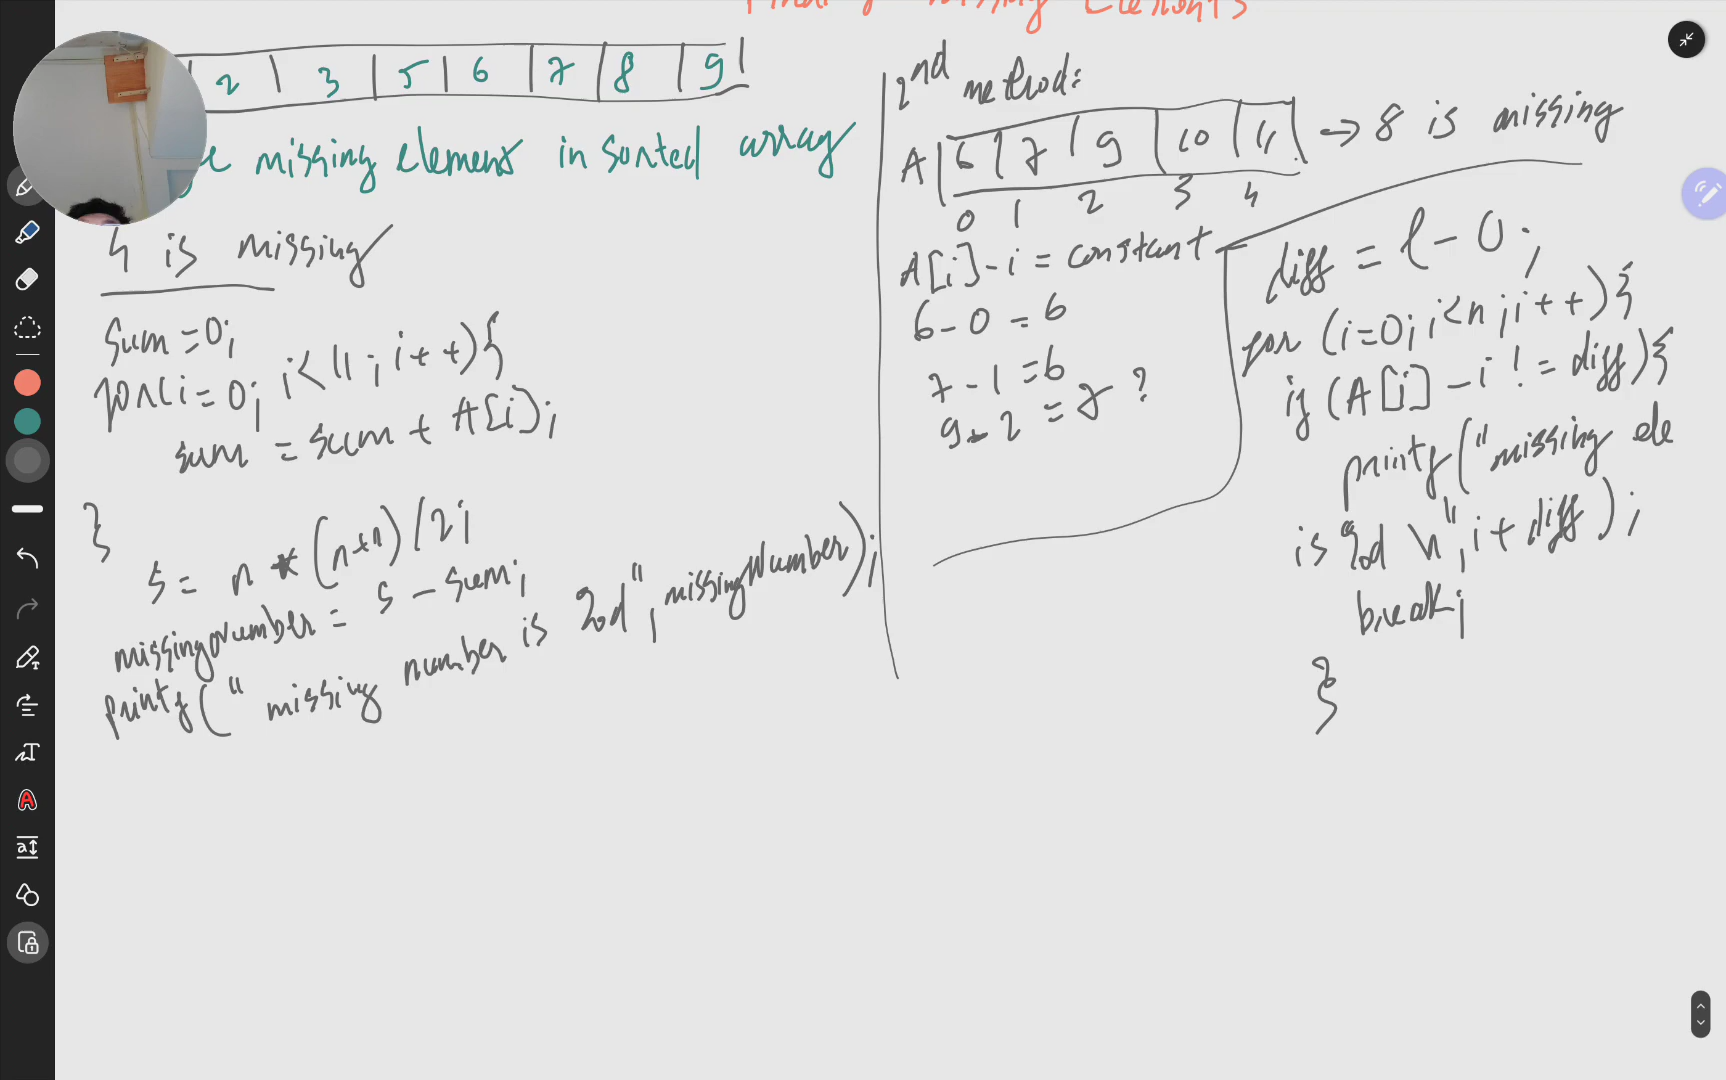 Finding Missing Elements
2 | 3 | 5 | 6 | 7 | 8 | 9
missing element in sorted array
4 is missing
sum = 0;
for(i = 0; i < 11; i++){
sum = sum + A[i];
}
S = n * (n+n)/2;
missingNumber = S - sum;
printf("missing number is %d", missingNumber);
2nd method:
A | 6 | 7 | 9 | 10 | 11 → 8 is missing
0 1 2 3 4
A[i] - i = constant
6 - 0 = 6
7 - 1 = 6
9 - 2 = 7 ?
diff = l - 0;
for (i=0; i<n; i++){
if (A[i] - i != diff){
printf("missing ele
is %d \n", i + diff);
break;
}
}